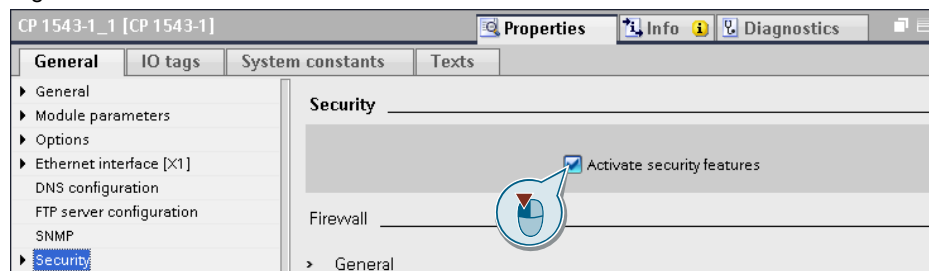 CP 1543-1_1 [CP 1543-1]
Properties
Info
Diagnostics
General
IO tags
System constants
Texts
General
Module parameters
Options
Ethernet interface [X1]
DNS configuration
FTP server configuration
SNMP
Security
Security
Activate security features
Firewall
General